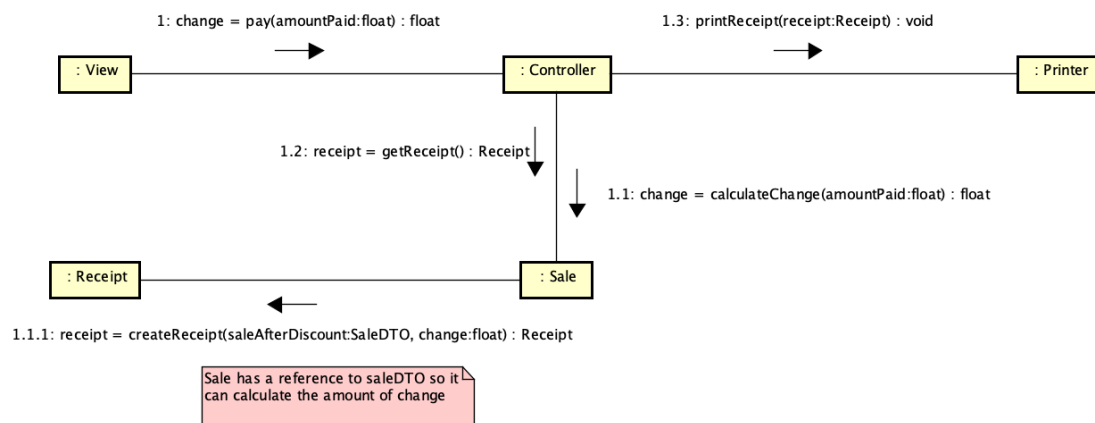 1: change = pay(amountPaid:float) : float
1.3: printReceipt(receipt:Receipt) : void
: View
: Controller
: Printer
1.2: receipt = getReceipt() : Receipt
1.1: change = calculateChange(amountPaid:float) : float
: Receipt
: Sale
1.1.1: receipt = createReceipt(saleAfterDiscount:SaleDTO, change:float) : Receipt
Sale has a reference to saleDTO so it
can calculate the amount of change